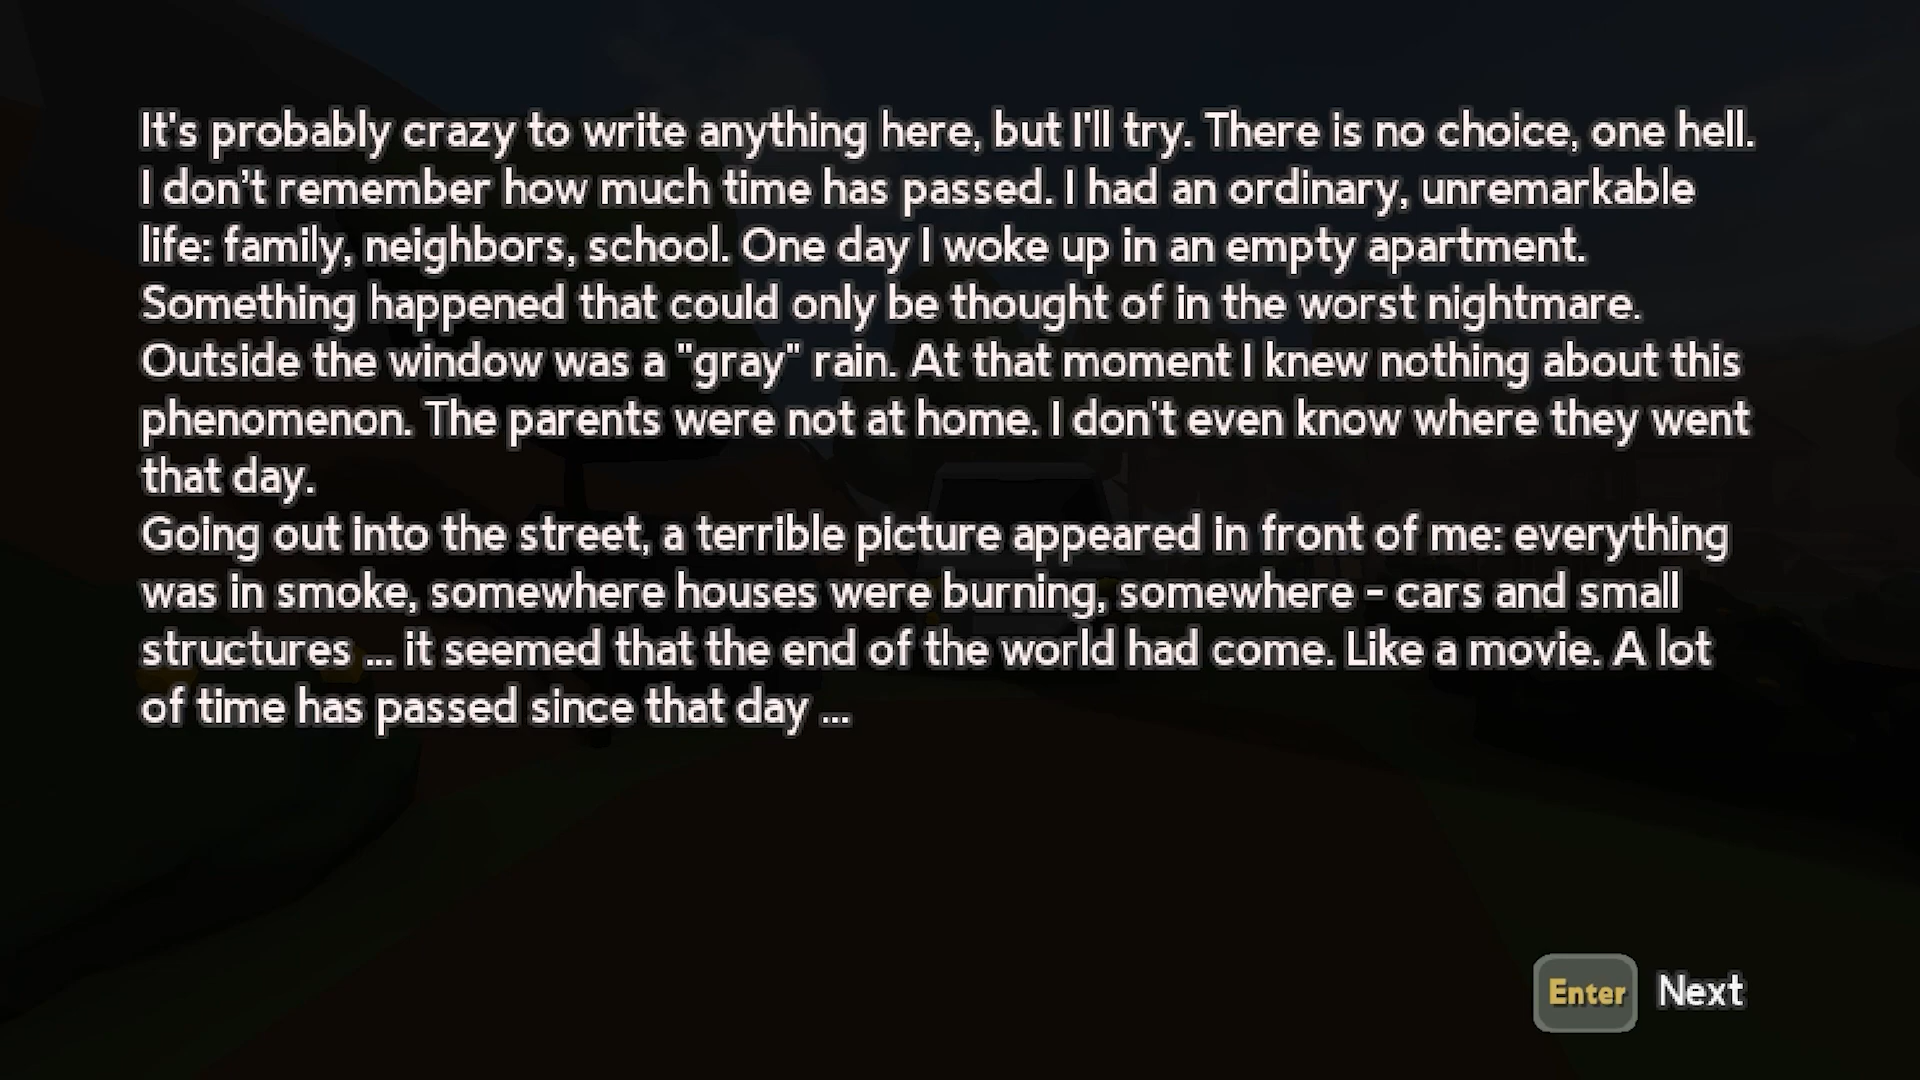 It's probably crazy to write anything here, but I'll try. There is no choice, one hell.
I don’t remember how much time has passed. I had an ordinary, unremarkable
life: family, neighbors, school. One day I woke up in an empty apartment.
Something happened that could only be thought of in the worst nightmare.
Outside the window was a "gray" rain. At that moment I knew nothing about this
phenomenon. The parents were not at home. I don't even know where they went
that day.
Going out into the street, a terrible picture appeared in front of me: everything
was in smoke, somewhere houses were burning, somewhere - cars and small
structures ... it seemed that the end of the world had come. Like a movie. A lot
of time has passed since that day ...
Enter Next